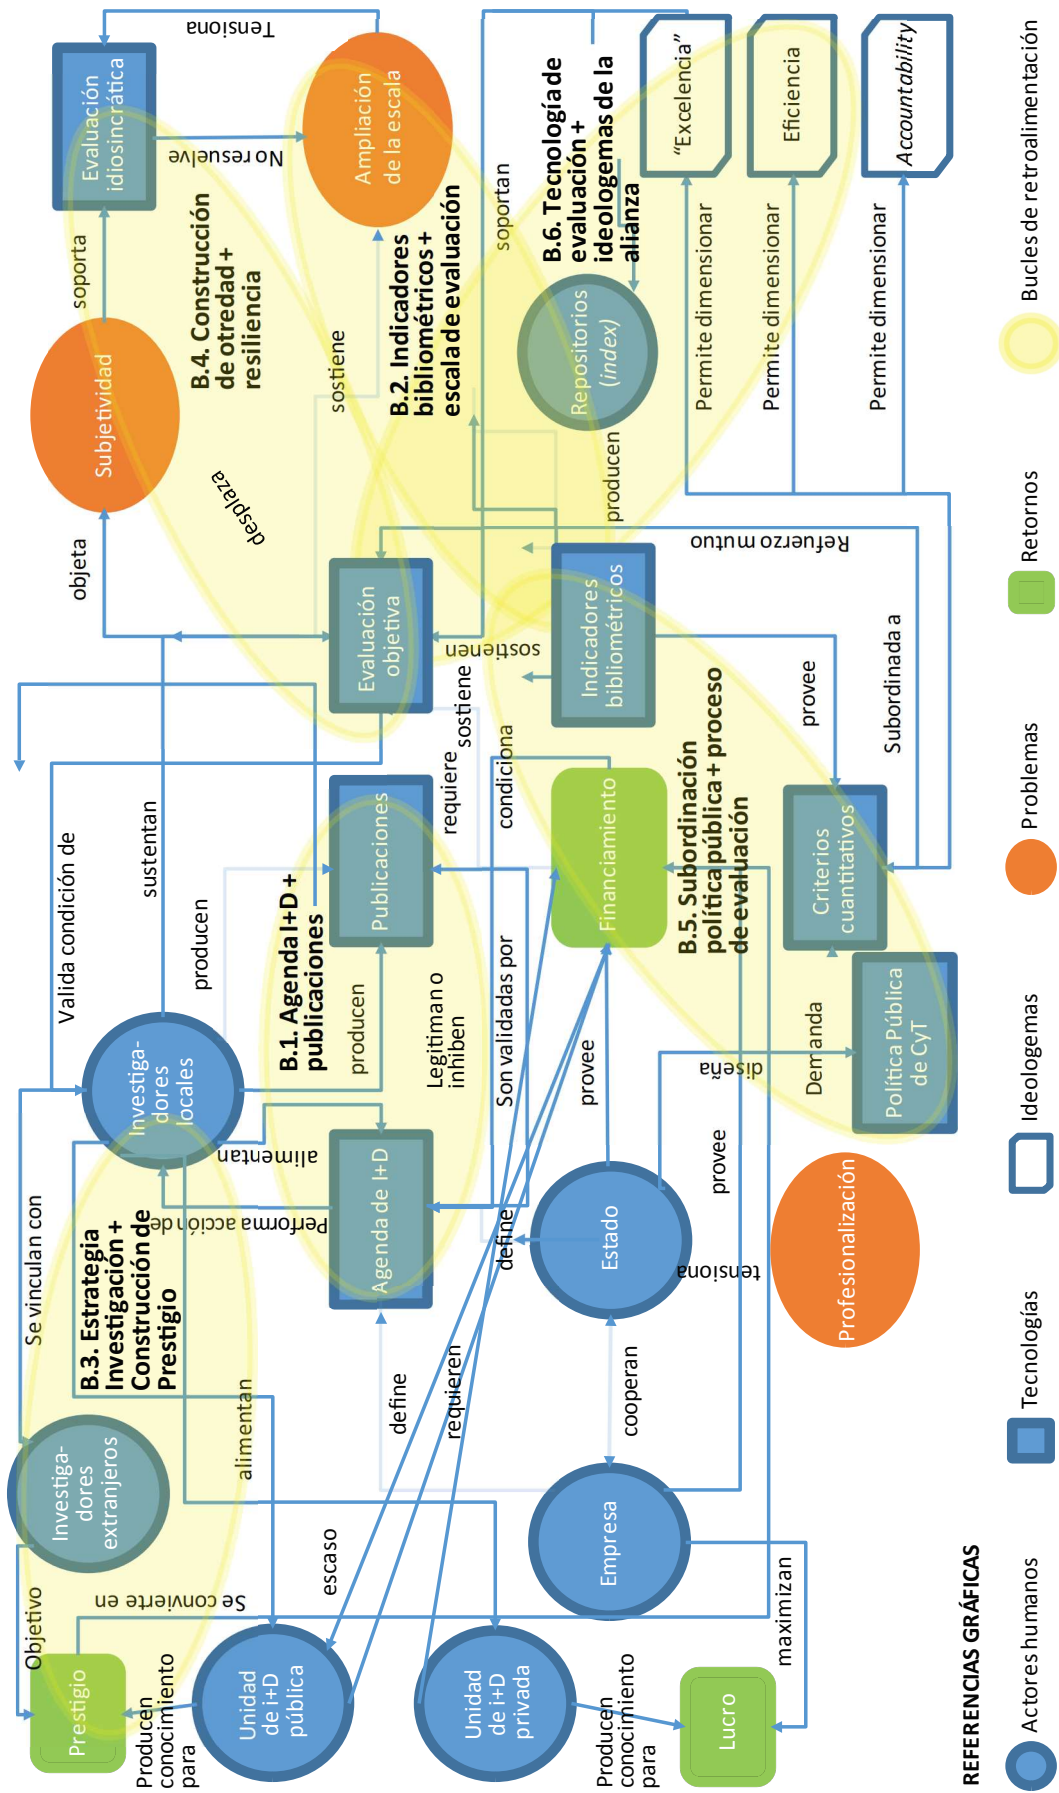 Objetivo
Prestigio
Investiga-
dores
extranjeros
Se vinculan con
B.3. Estrategia
Investigación +
Construcción de
Prestigio
Se convierte en
Producen
conocimiento
para
Unidad
de i+D
pública
alimentan
escaso
Unidad
de i+D
privada
Producen
conocimiento
para
Lucro
maximizan
Empresa
cooperan
define
requieren
Estado
define
tensiona
Profesionalización
provee
diseña
Demanda
Política Pública
de CyT
provee
Investiga-
dores
locales
Valida condición de
sustentan
producen
alimentan
Performa acción de
Agenda de I+D
B.1. Agenda I+D +
publicaciones
producen
Legitiman o
inhiben
Publicaciones
Son validadas por
requiere
sostiene
condiciona
Financiamiento
B.5. Subordinación
política pública + proceso
de evaluación
Criterios
cuantitativos
provee
Subordinada a
Indicadores
bibliométricos
sostienen
Evaluación
objetiva
objeta
desplaza
Subjetividad
soporta
B.4. Construcción
de otredad +
resiliencia
Evaluación
idiosincrática
Tensiona
No resuelve
Ampliación
de la escala
sostiene
B.2. Indicadores
bibliométricos +
escala de evaluación
soportan
B.6. Tecnología de
evaluación +
ideologemas de la
alianza
Repositorios
(index)
producen
Refuerzo mutuo
Permite dimensionar
"Excelencia"
Permite dimensionar
Eficiencia
Permite dimensionar
Accountability
REFERENCIAS GRÁFICAS
Actores humanos
Tecnologías
Ideologemas
Problemas
Retornos
Bucles de retroalimentación